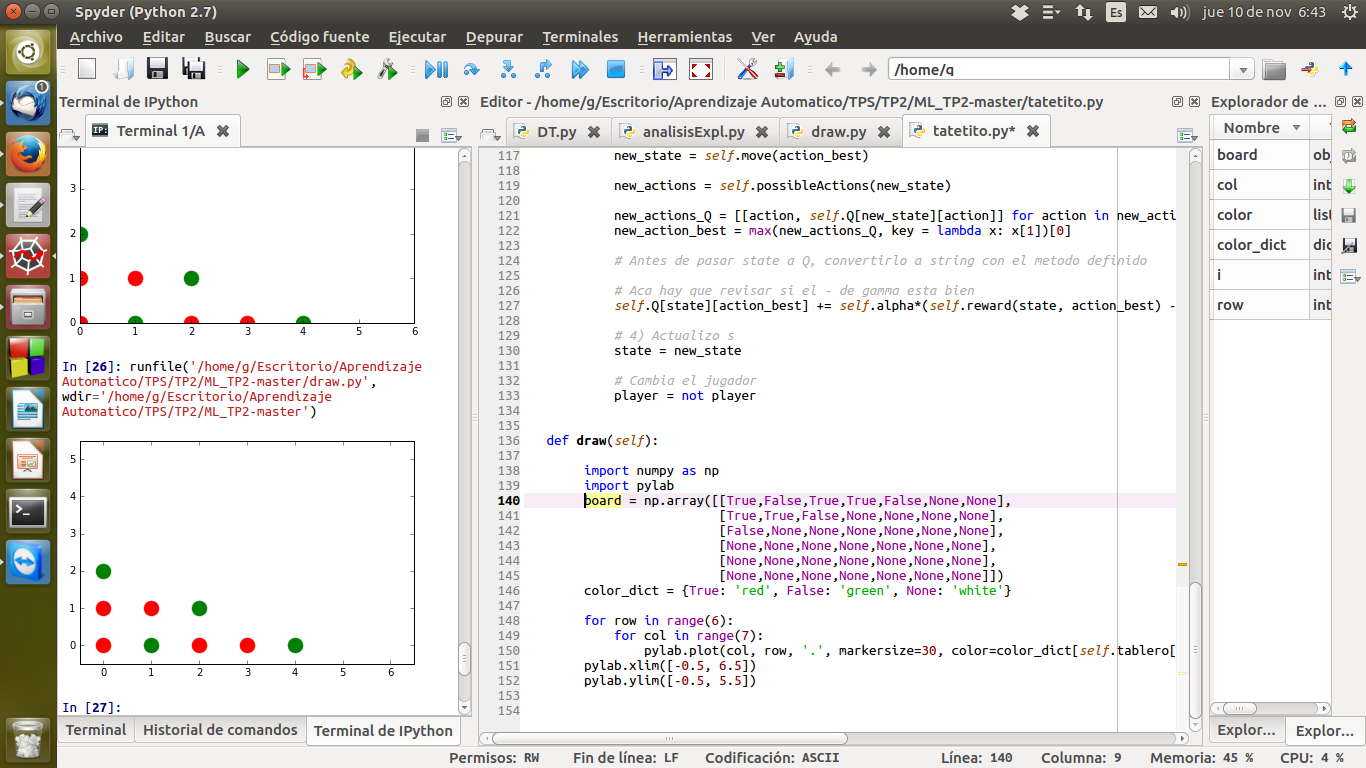 Spyder (Python 2.7)
Es
jue 10 de nov 6:43
Archivo Editar Buscar Código fuente Ejecutar Depurar Terminales Herramientas Ver Ayuda
/home/g
1
Terminal de IPython
IP: Terminal 1/A
3
2
1
0
0 1 2 3 4 5 6
In [26]: runfile('/home/g/Escritorio/Aprendizaje
Automatico/TPS/TP2/ML_TP2-master/draw.py',
wdir='/home/g/Escritorio/Aprendizaje
Automatico/TPS/TP2/ML_TP2-master')
5
4
3
2
1
0
0 1 2 3 4 5 6
In [27]:
Terminal Historial de comandos Terminal de IPython
Editor - /home/g/Escritorio/Aprendizaje Automatico/TPS/TP2/ML_TP2-master/tatetito.py
DT.py analisisExpl.py draw.py tatetito.py*
117 new_state = self.move(action_best)
118
119 new_actions = self.possibleActions(new_state)
120
121 new_actions_Q = [[action, self.Q[new_state][action]] for action in new_acti
122 new_action_best = max(new_actions_Q, key = lambda x: x[1])[0]
123
124 # Antes de pasar state a Q, convertirlo a string con el metodo definido
125
126 # Aca hay que revisar si el - de gamma esta bien
127 self.Q[state][action_best] += self.alpha*(self.reward(state, action_best) -
128
129 # 4) Actualizo s
130 state = new_state
131
132 # Cambia el jugador
133 player = not player
134
135
136 def draw(self):
137
138 import numpy as np
139 import pylab
140 board = np.array([[True,False,True,True,False,None,None],
141 [True,True,False,None,None,None,None],
142 [False,None,None,None,None,None,None],
143 [None,None,None,None,None,None,None],
144 [None,None,None,None,None,None,None],
145 [None,None,None,None,None,None,None]])
146 color_dict = {True: 'red', False: 'green', None: 'white'}
147
148 for row in range(6):
149 for col in range(7):
150 pylab.plot(col, row, '.', markersize=30, color=color_dict[self.tablero[
151 pylab.xlim([-0.5, 6.5])
152 pylab.ylim([-0.5, 5.5])
153
154
Explorador de ...
Nombre
board ob
col int
color list
color_dict dic
i int
row int
Explor... Explor...
Permisos: RW Fin de línea: LF Codificación: ASCII Línea: 140 Columna: 9 Memoria: 45 % CPU: 4 %